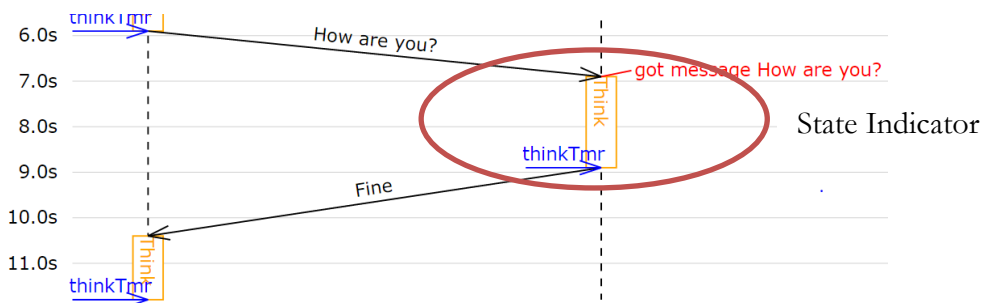 thinkTmr
6.0s
How are you?
7.0s
got message How are you?
Think
8.0s
State Indicator
thinkTmr
9.0s
Fine
10.0s
Think
11.0s
thinkTmr